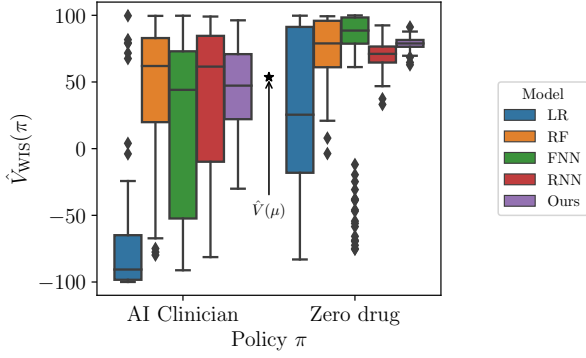 100
50
0
−50
−100
V̂_WIS(π)
V̂(μ)
AI Clinician
Zero drug
Policy π
Model
LR
RF
FNN
RNN
Ours